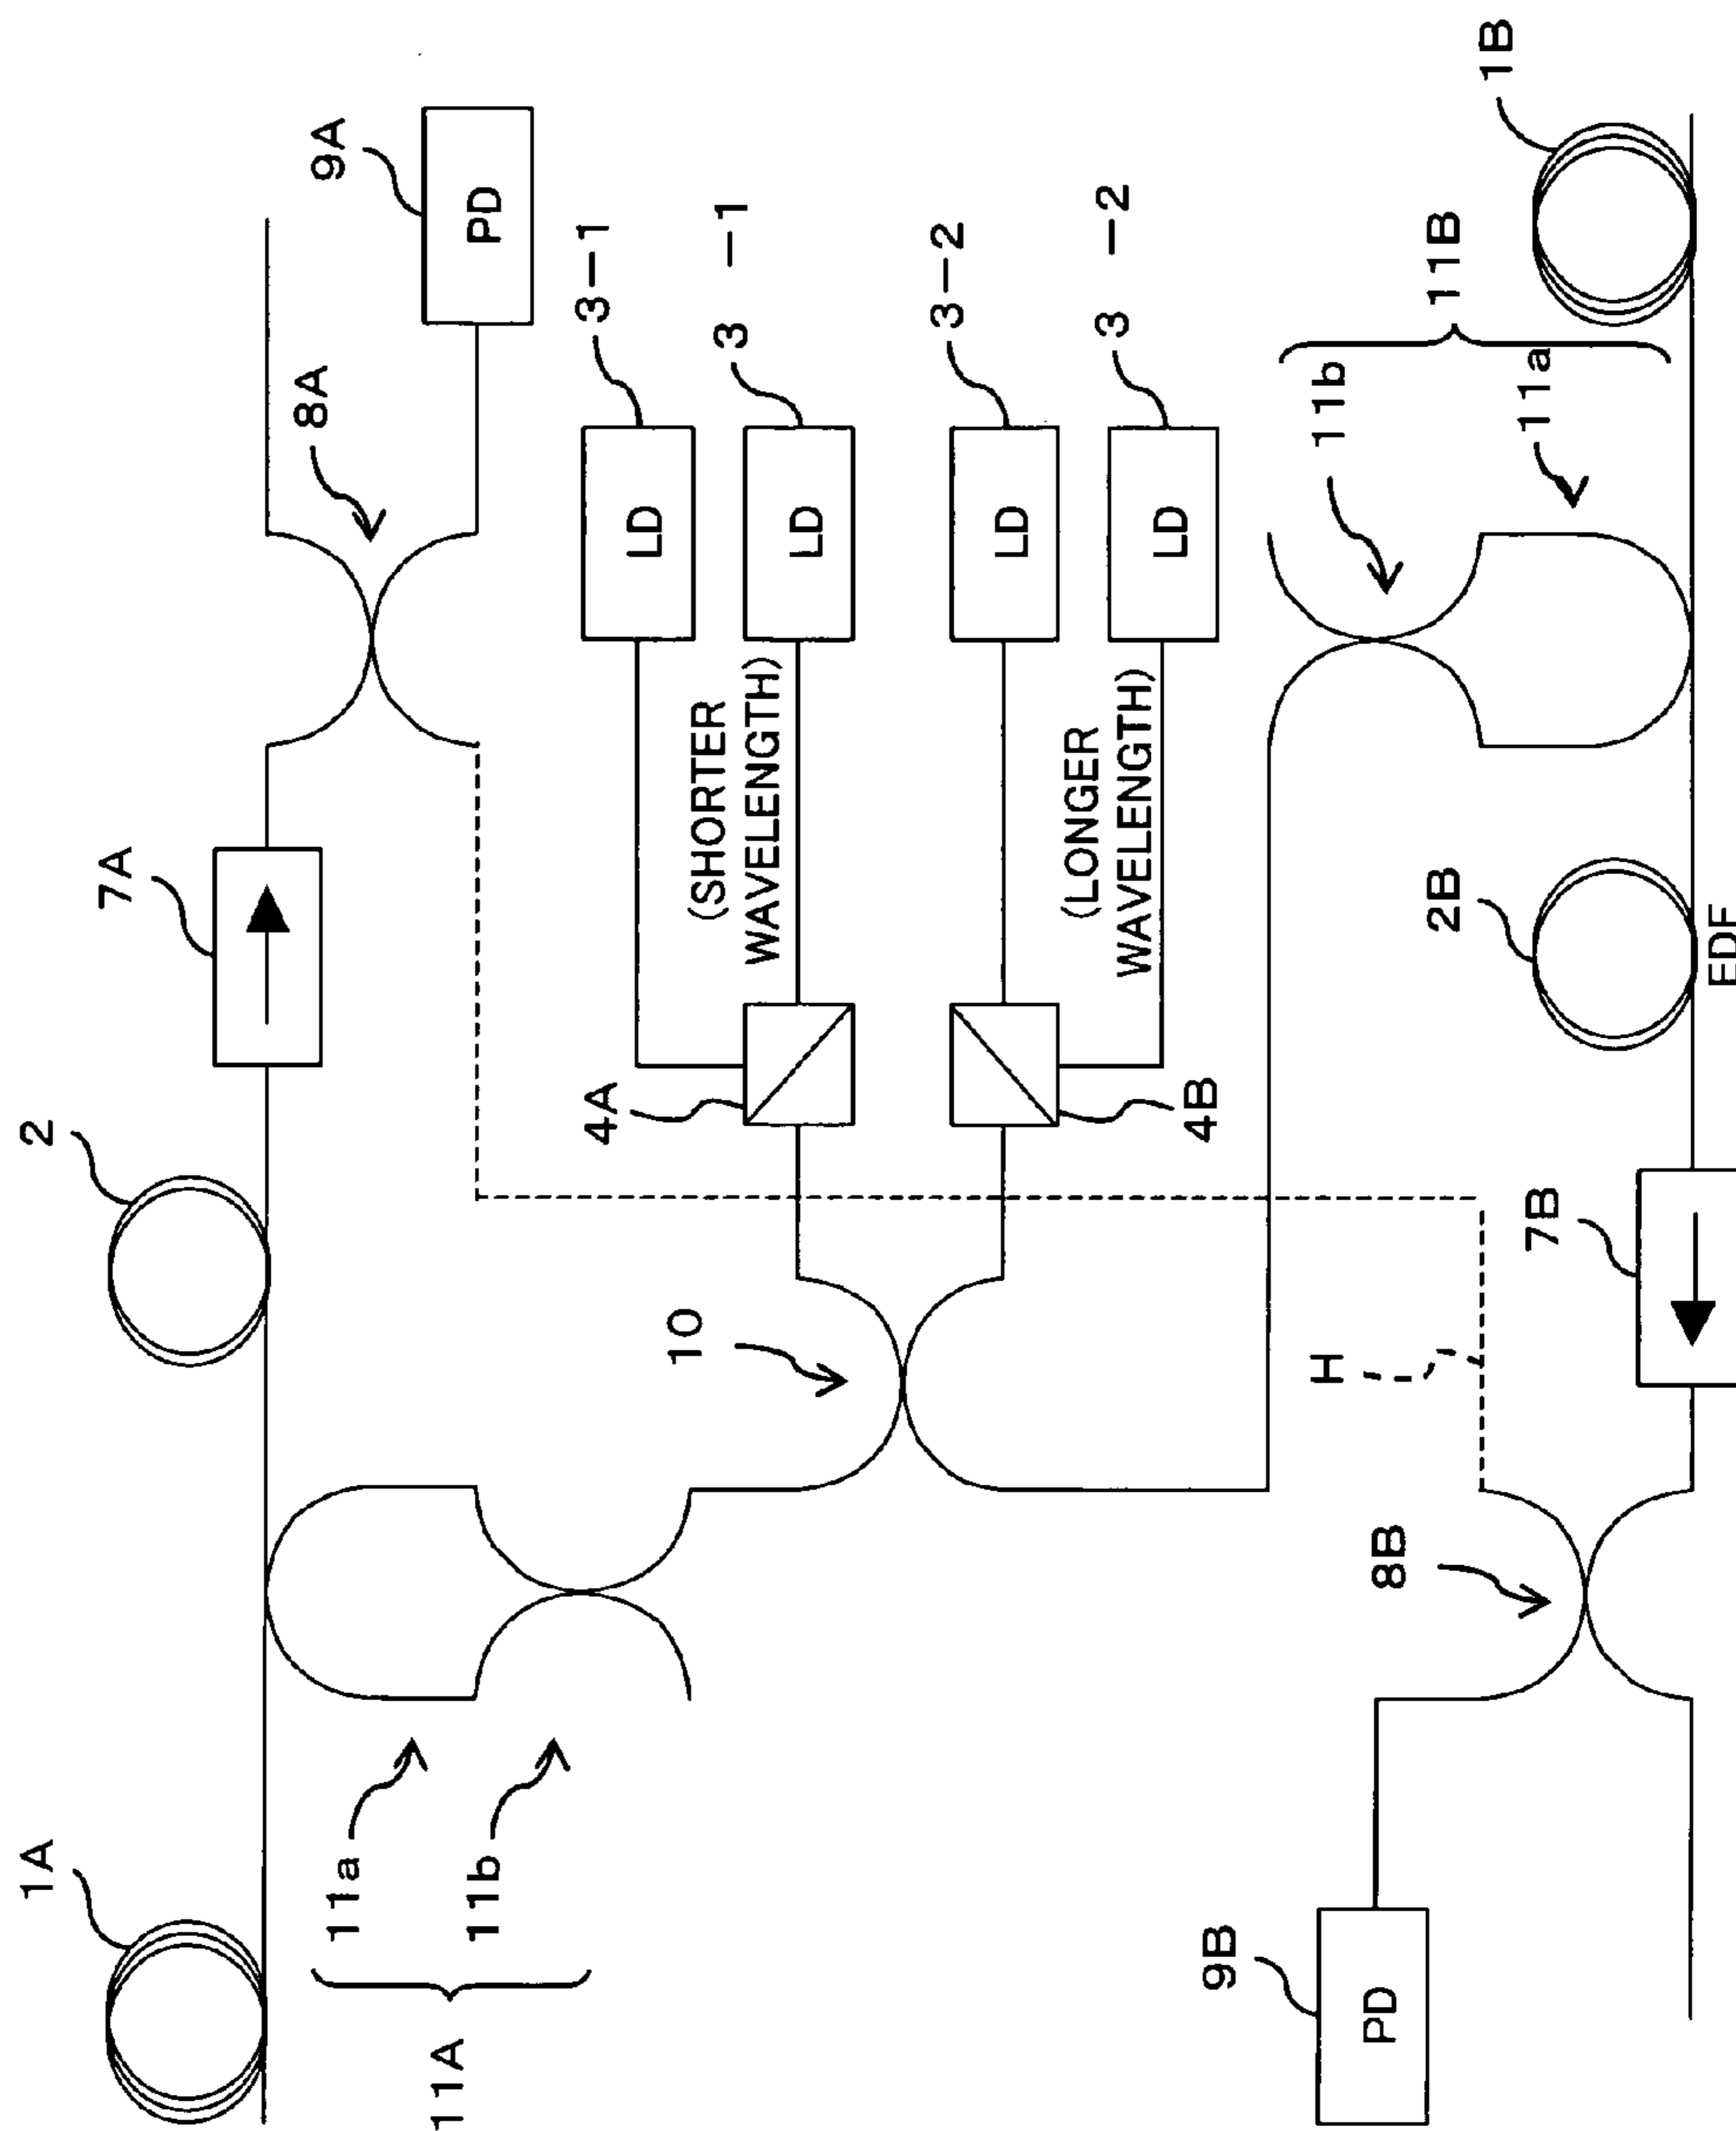 1A
2
7A
11a
8A
9A
11A
11b
PD
4A
3-1
LD
10
(SHORTER
WAVELENGTH)
3 -1
LD
3-2
LD
(LONGER
WAVELENGTH)
3 -2
LD
4B
9B
H
11b
PD
8B
2B
11B
1B
7B
11a
EDF